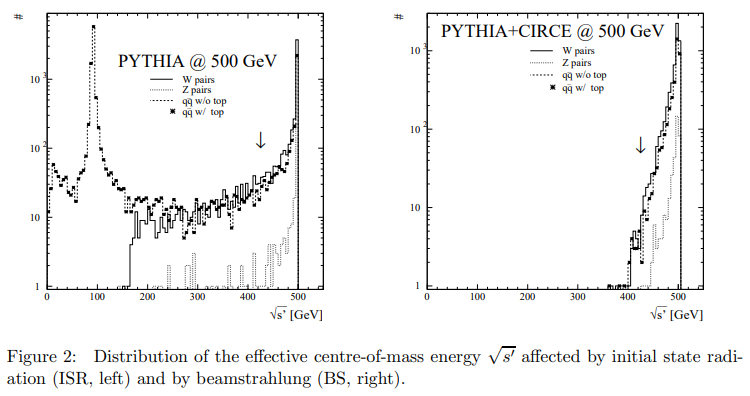 #
PYTHIA @ 500 GeV
W pairs
Z pairs
qq̄ w/o top
qq̄ w/ top
10³
10²
10
1
0 100 200 300 400 500
√s’ [GeV]
#
PYTHIA+CIRCE @ 500 GeV
W pairs
Z pairs
qq̄ w/o top
qq̄ w/ top
10³
10²
10
1
0 100 200 300 400 500
√s’ [GeV]
Figure 2: Distribution of the effective centre-of-mass energy √s′ affected by initial state radi-
ation (ISR, left) and by beamstrahlung (BS, right).